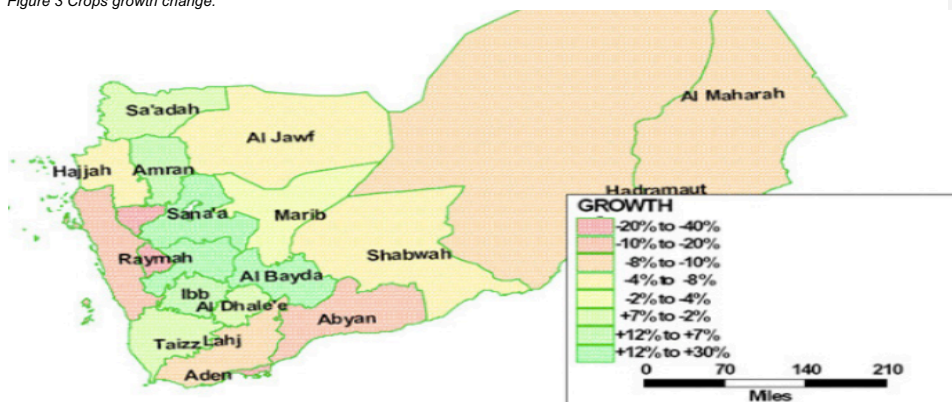 Figure 3 Crops growth change.
Sa'adah
Al Maharah
Al Jawf
Hajjah
Amran
Hadramaut
Sana'a
Marib
Shabwah
Raymah
Al Bayda
Ibb
Al Dhale'e
Abyan
Taizz
Lahj
Aden
GROWTH
-20% to -40%
-10% to -20%
-8% to -10%
-4% to -8%
-2% to -4%
+7% to -2%
+12% to +7%
+12% to +30%
0 70 140 210
Miles